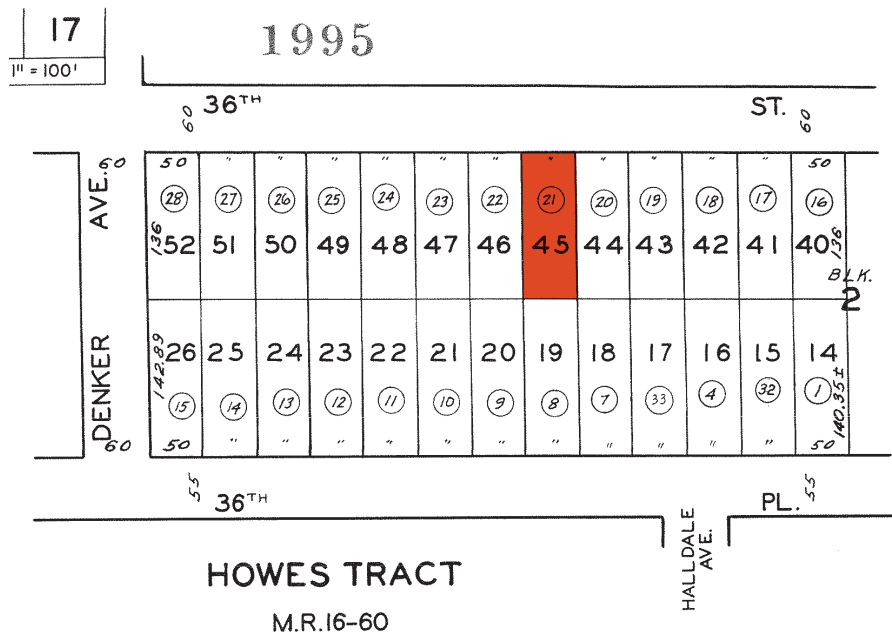 17
1995
1" = 100'
36TH ST.
60 60
60 50 " " " " " " " " " " " 50
28 27 26 25 24 23 22 21 20 19 18 17 16
AVE.
136 52 51 50 49 48 47 46 45 44 43 42 41 40 136
BLK.
2
DENKER
142.89 26 25 24 23 22 21 20 19 18 17 16 15 14 140.35±
15 14 13 12 11 10 9 8 7 33 4 32 1
60 50 " " " " " " " " " " " 50
55 55
36TH PL.
HALLDALE
AVE.
HOWES TRACT
M.R.16-60